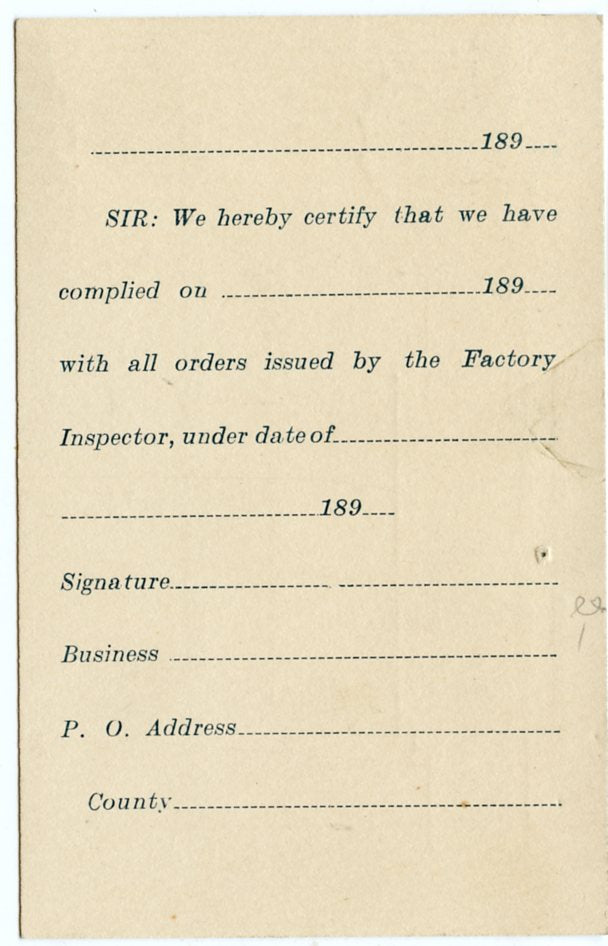 189
SIR: We hereby certify that we have
complied on 189
with all orders issued by the Factory
Inspector, under date of
189
Signature
Business
P. O. Address
County